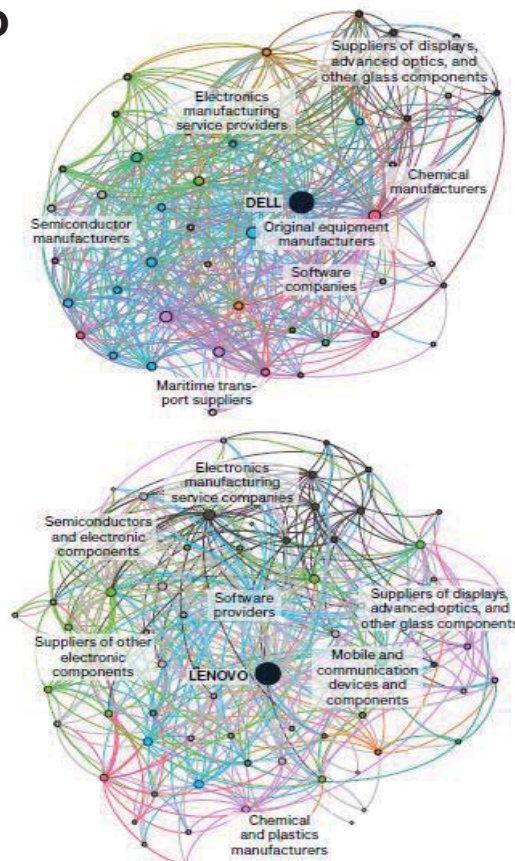 Suppliers of displays,
advanced optics, and
other glass components
Electronics
manufacturing
service providers
Chemical
manufacturers
DELL
Semiconductor
manufacturers
Original equipment
manufacturers
Software
companies
Maritime trans-
port suppliers
Electronics
manufacturing
service companies
Semiconductors
and electronic
components
Software
providers
Suppliers of displays,
advanced optics, and
other glass components
Suppliers of other
electronic
components
LENOVO
Mobile and
communication
devices and
components
Chemical
and plastics
manufacturers